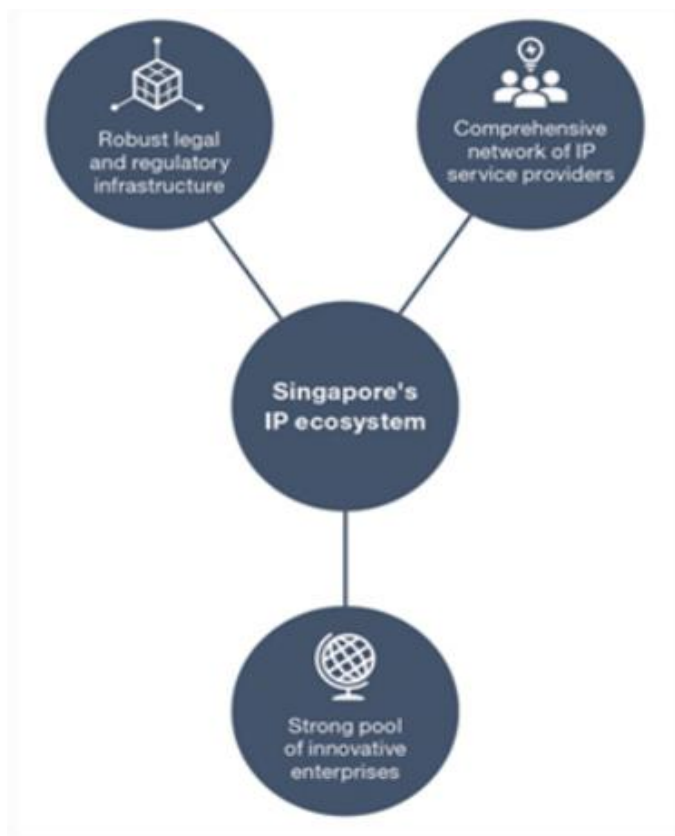 Robust legal
and regulatory
infrastructure
Comprehensive
network of IP
service providers
Singapore's
IP ecosystem
Strong pool
of innovative
enterprises